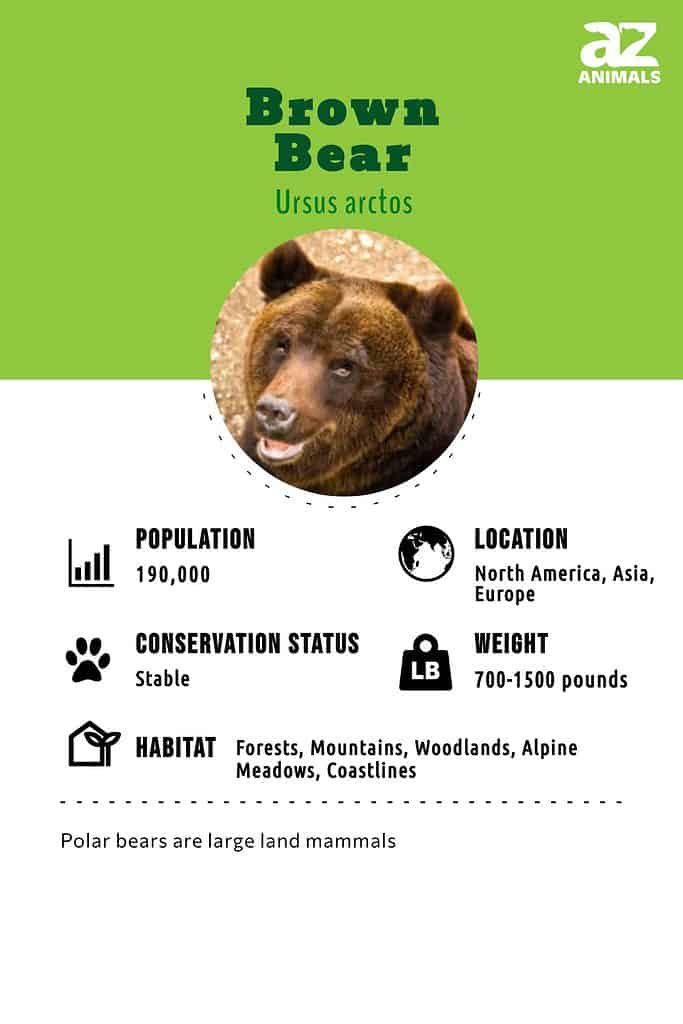 az
ANIMALS
Brown
Bear
Ursus arctos
POPULATION
190,000
LOCATION
North America, Asia,
Europe
CONSERVATION STATUS
Stable
LB
WEIGHT
700-1500 pounds
HABITAT
Forests, Mountains, Woodlands, Alpine
Meadows, Coastlines
Polar bears are large land mammals